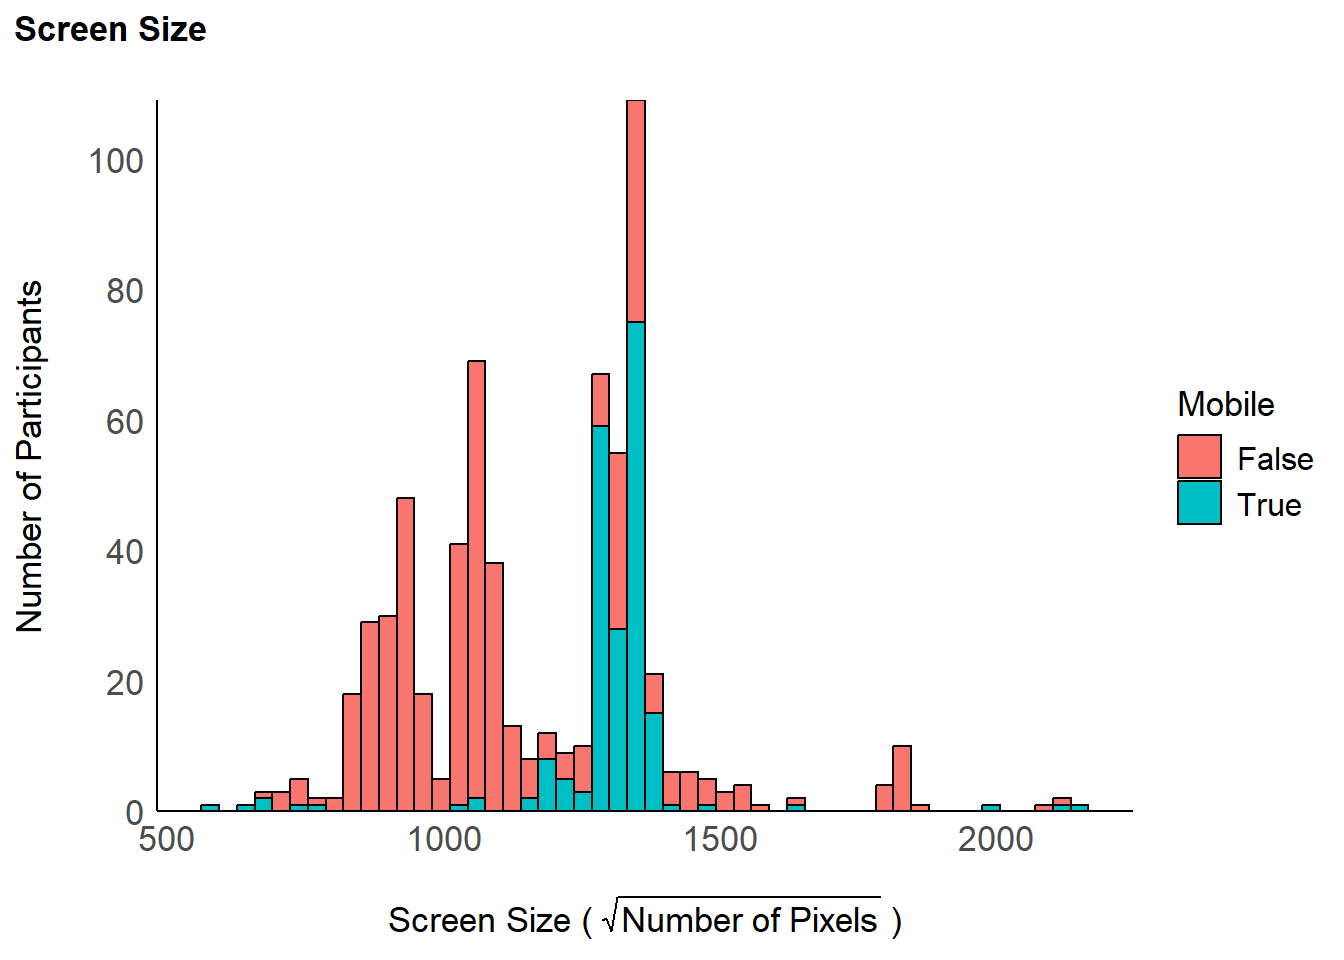 Screen Size
100
80
60
40
20
0
Number of Participants
500 1000 1500 2000
Screen Size ( √Number of Pixels )
Mobile
False
True